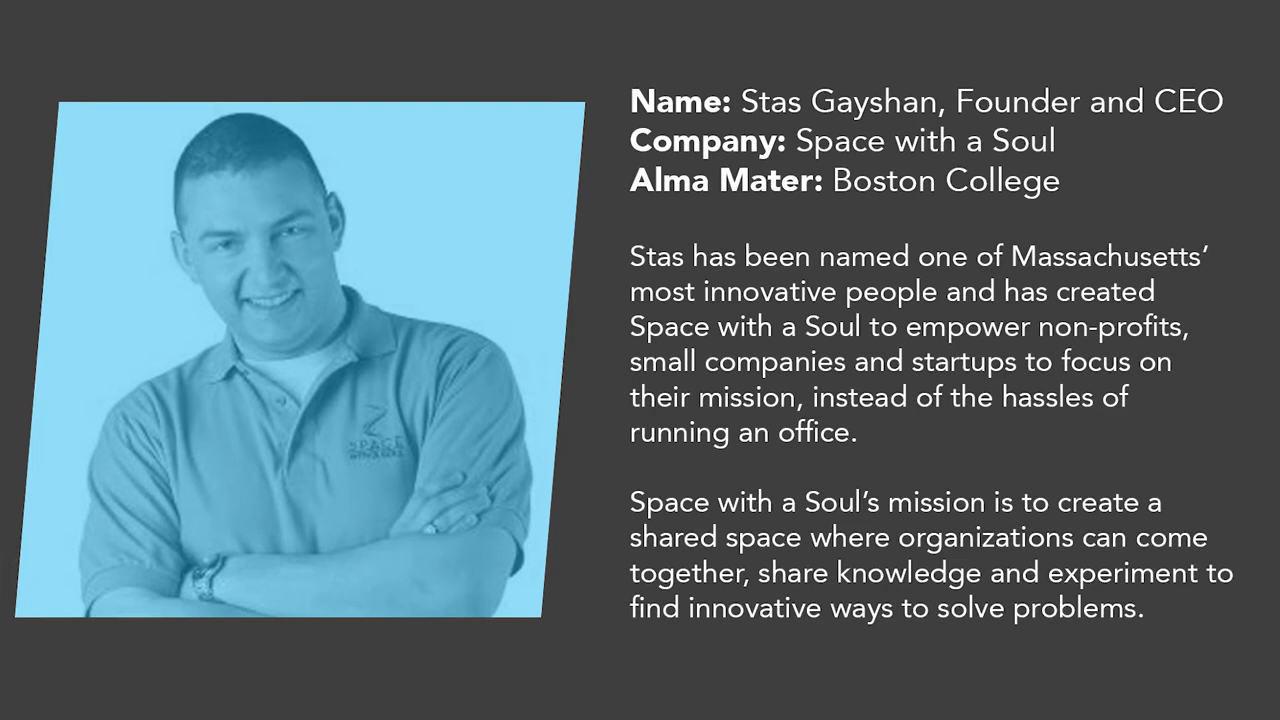 Name: Stas Gayshan, Founder and CEO
Company: Space with a Soul
Alma Mater: Boston College
Stas has been named one of Massachusetts’
most innovative people and has created
Space with a Soul to empower non-profits,
small companies and startups to focus on
their mission, instead of the hassles of
running an office.
Space with a Soul’s mission is to create a
shared space where organizations can come
together, share knowledge and experiment to
find innovative ways to solve problems.
SPACE
WITH A SOUL